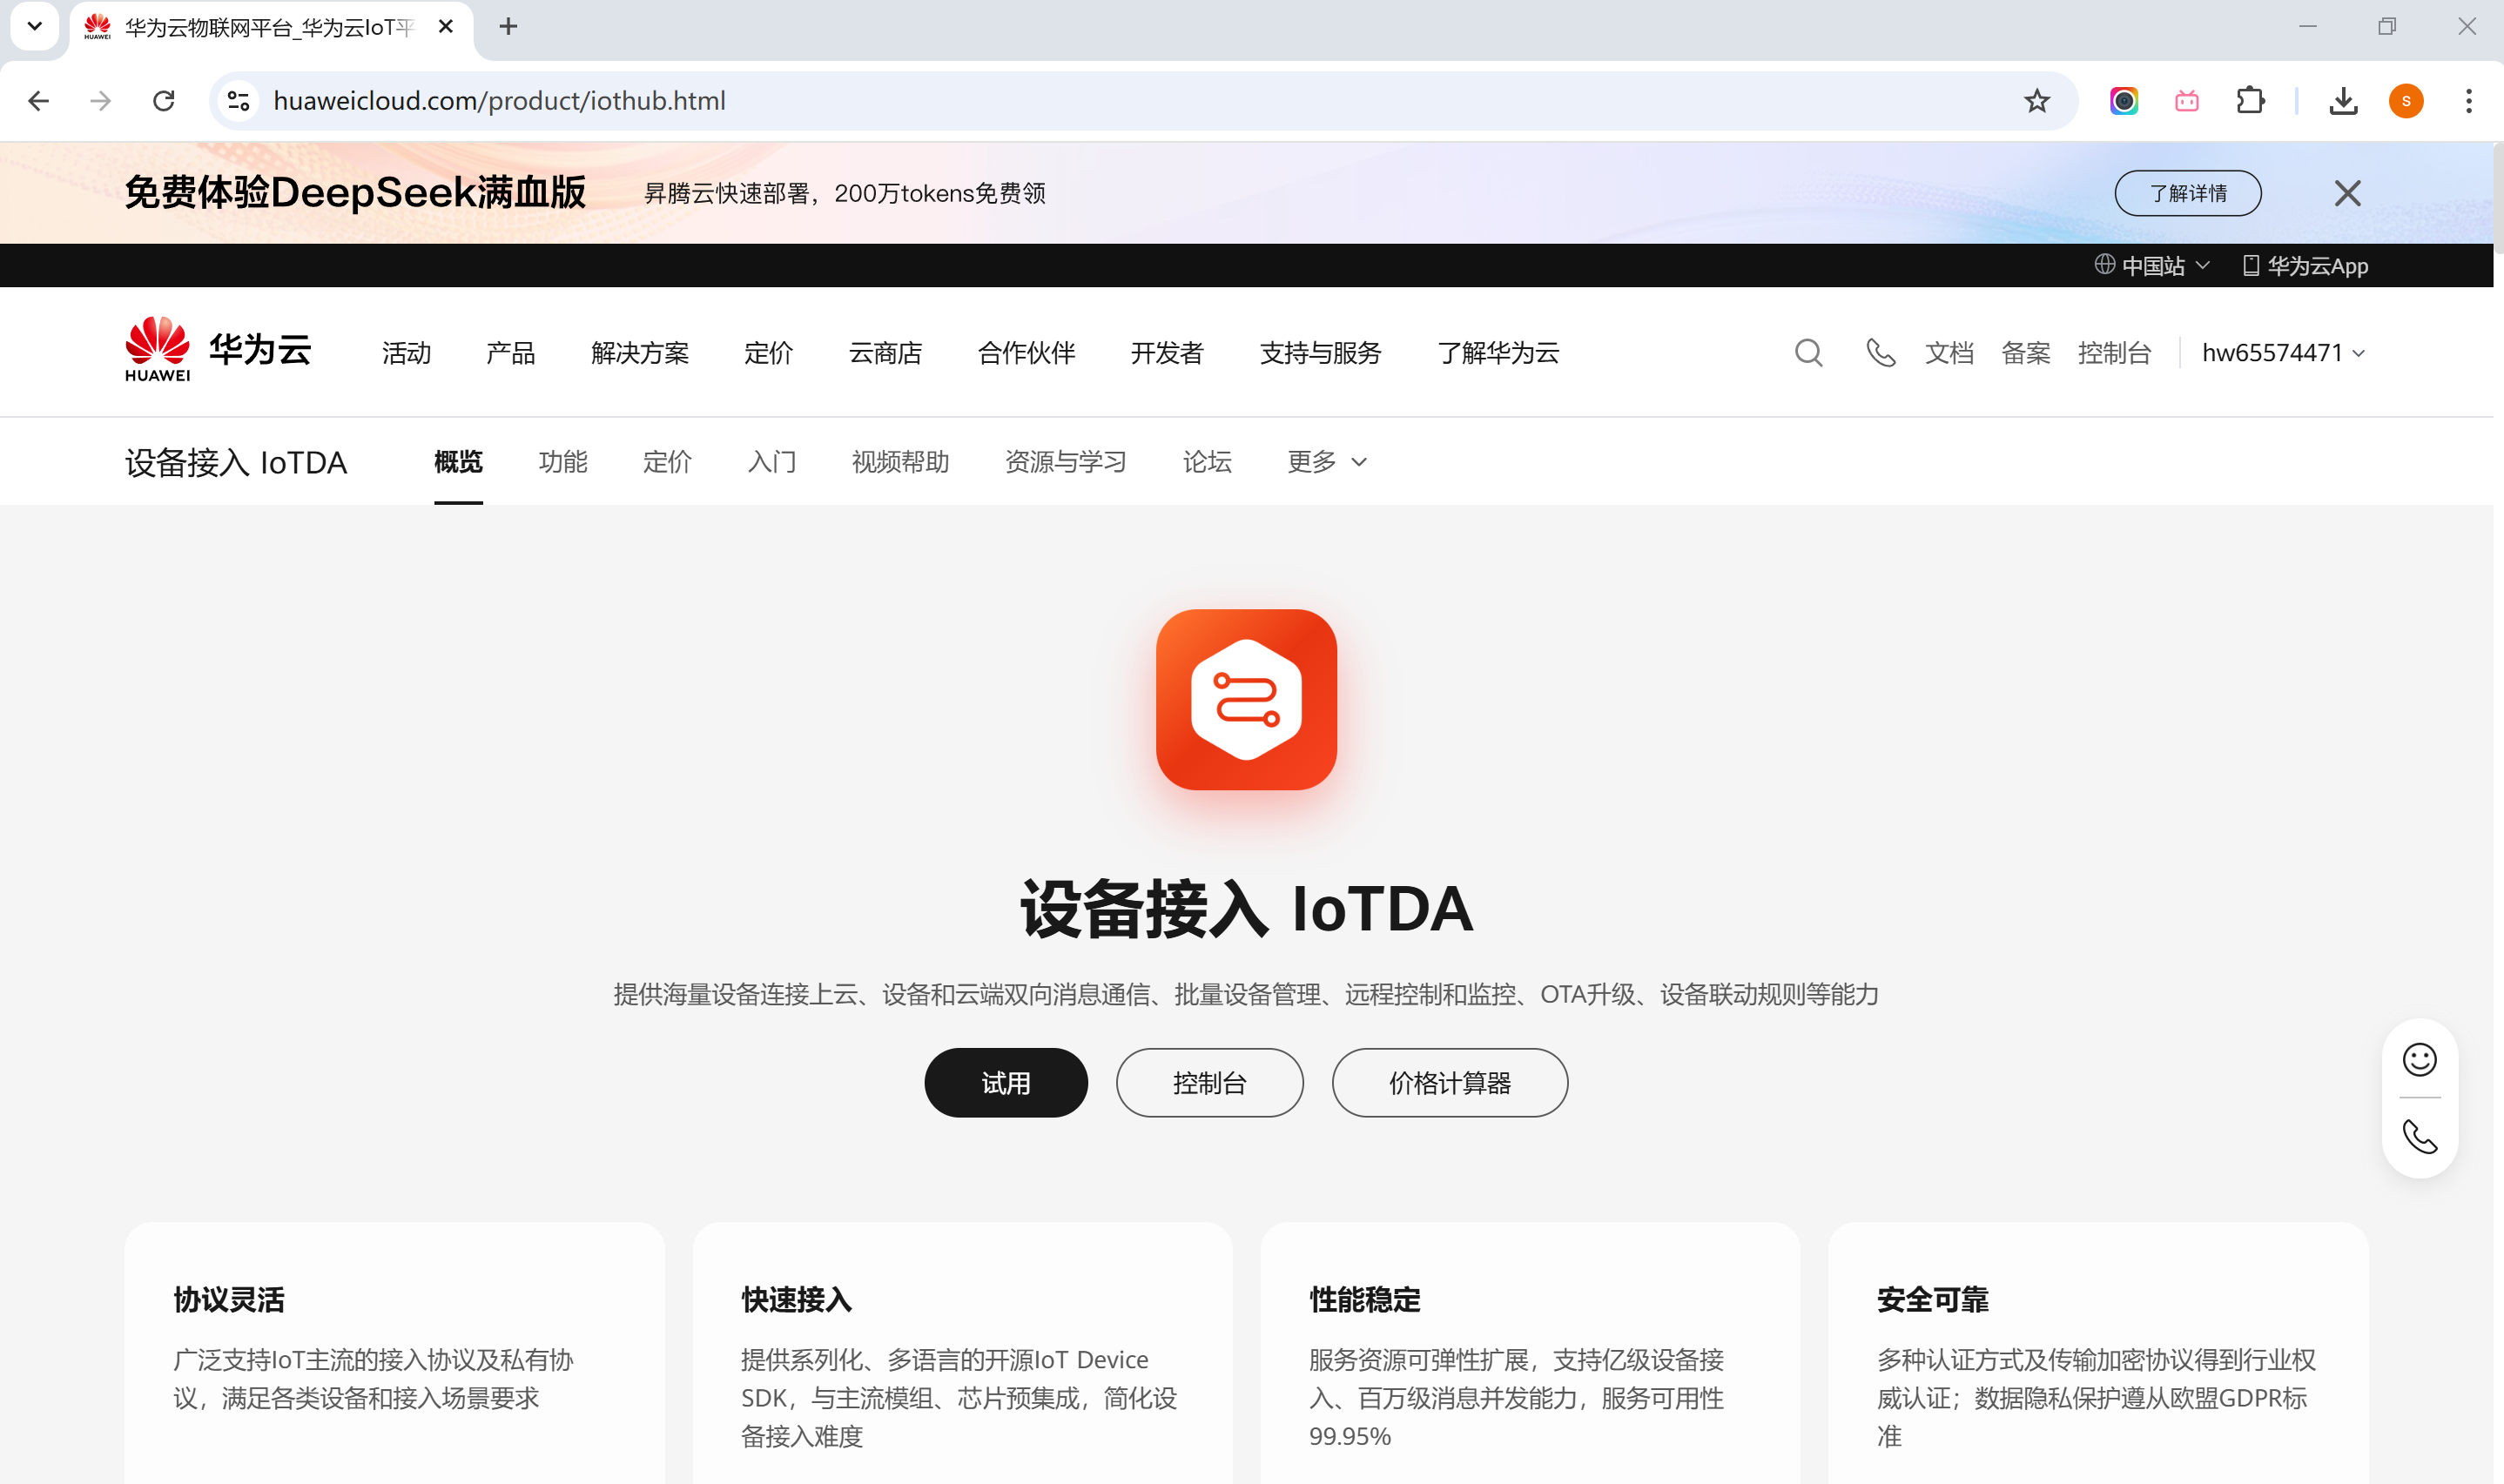 华为云物联网平台_华为云IoT平
huaweicloud.com/product/iothub.html
S
免费体验DeepSeek满血版 昇腾云快速部署，200万tokens免费领 了解详情
中国站 华为云App
HUAWEI 华为云 活动 产品 解决方案 定价 云商店 合作伙伴 开发者 支持与服务 了解华为云 文档 备案 控制台 hw65574471
设备接入 IoTDA 概览 功能 定价 入门 视频帮助 资源与学习 论坛 更多
设备接入 IoTDA
提供海量设备连接上云、设备和云端双向消息通信、批量设备管理、远程控制和监控、OTA升级、设备联动规则等能力
试用 控制台 价格计算器
协议灵活
广泛支持IoT主流的接入协议及私有协
议，满足各类设备和接入场景要求
快速接入
提供系列化、多语言的开源IoT Device
SDK，与主流模组、芯片预集成，简化设
备接入难度
性能稳定
服务资源可弹性扩展，支持亿级设备接
入、百万级消息并发能力，服务可用性
99.95%
安全可靠
多种认证方式及传输加密协议得到行业权
威认证；数据隐私保护遵从欧盟GDPR标
准